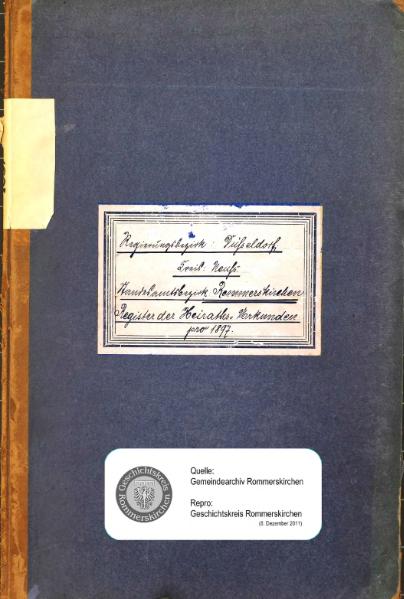 Regierungsbezirk: Düsseldorf,
Kreis: Neuß.
Standesamtsbezirk Rommerskirchen
Register der Heiraths-Urkunden
pro 1897.
Geschichtskreis
Rommerskirchen
Quelle:
Gemeindearchiv Rommerskirchen
Repro:
Geschichtskreis Rommerskirchen
(8. Dezember 2011)